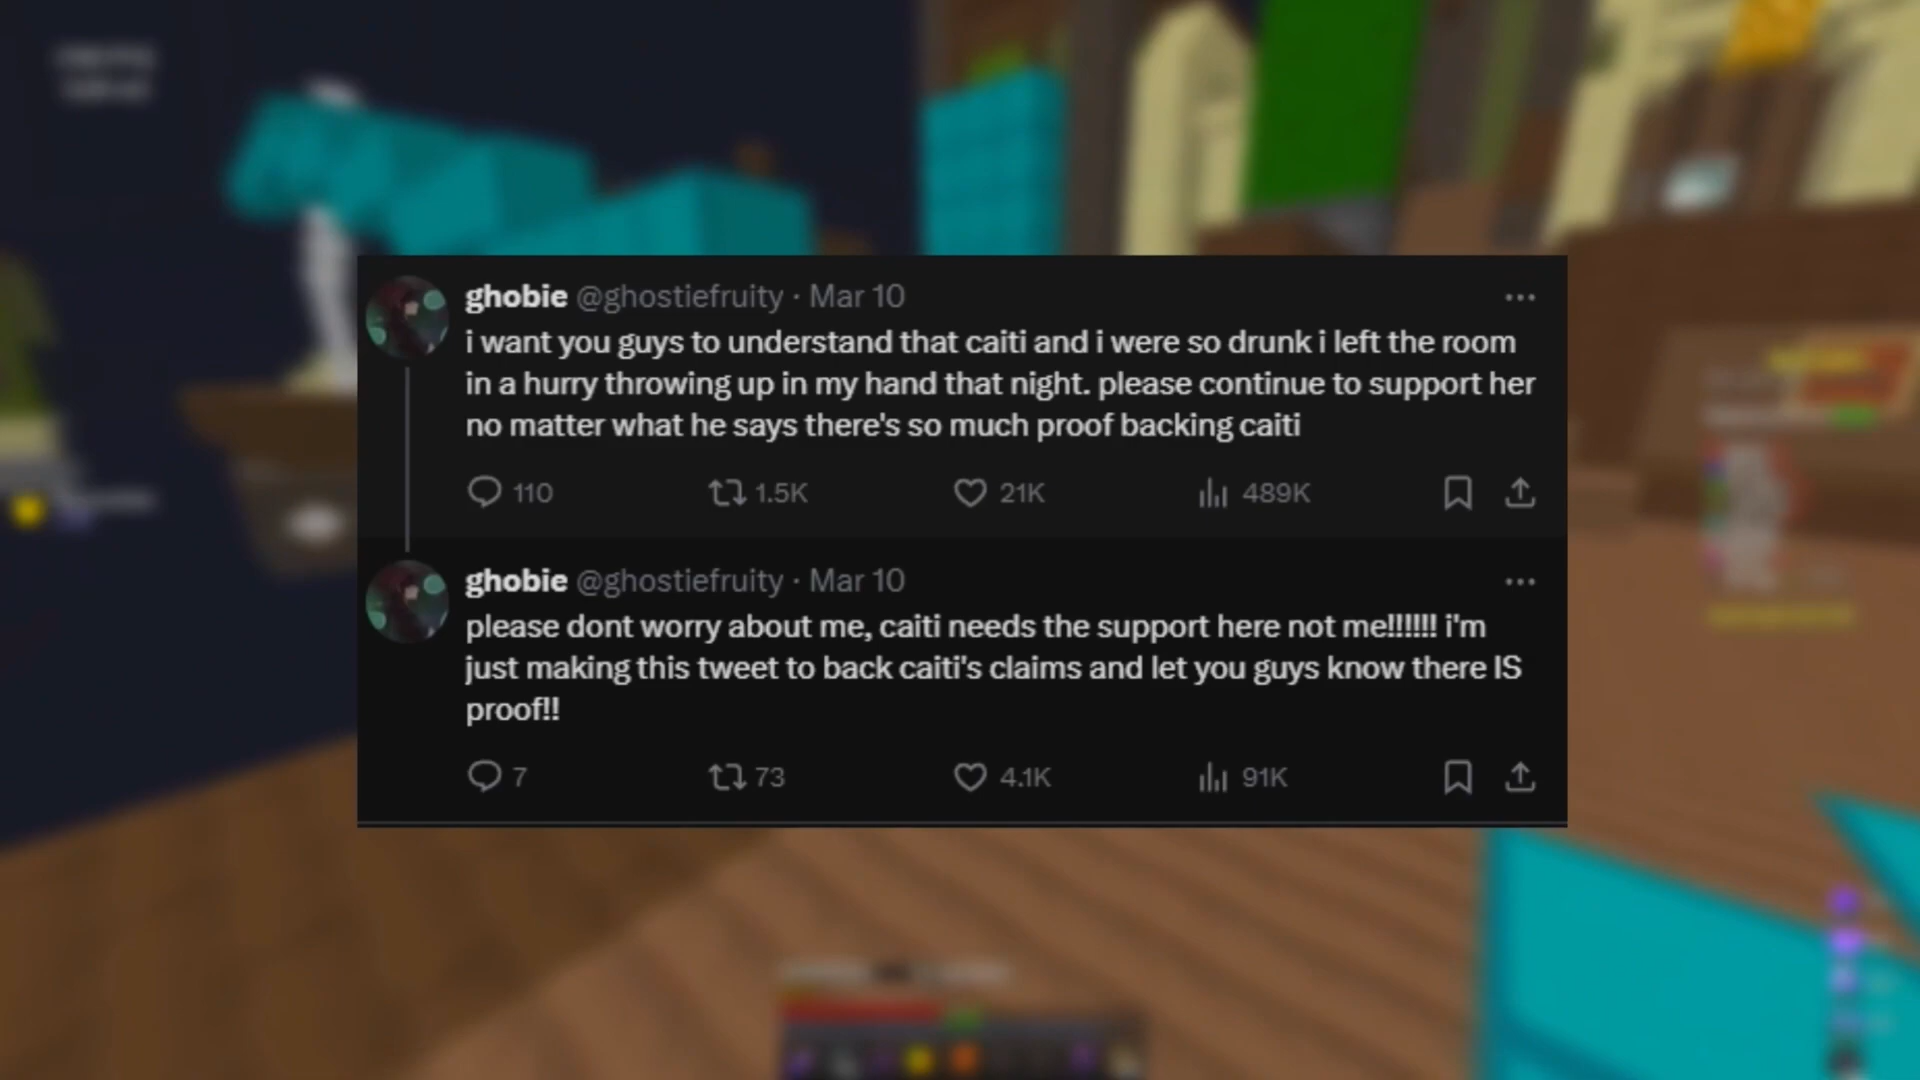 ghobie @ghostiefruity · Mar 10
i want you guys to understand that caiti and i were so drunk i left the room
in a hurry throwing up in my hand that night. please continue to support her
no matter what he says there's so much proof backing caiti
110 1.5K 21K 489K
ghobie @ghostiefruity · Mar 10
please dont worry about me, caiti needs the support here not me!!!!!! i'm
just making this tweet to back caiti's claims and let you guys know there IS
proof!!
7 73 4.1K 91K